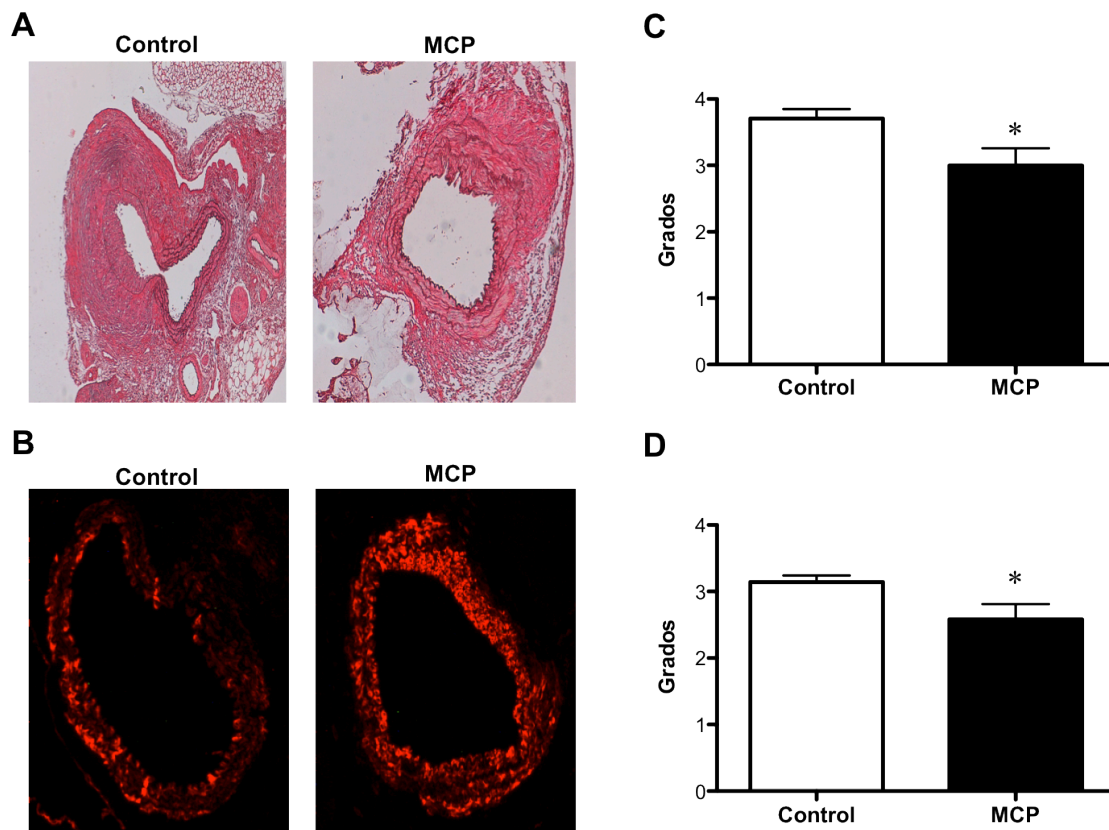 A
Control
MCP
B
Control
MCP
C
Grados
4
3
2
1
0
*
Control
MCP
D
Grados
4
3
2
1
0
*
Control
MCP